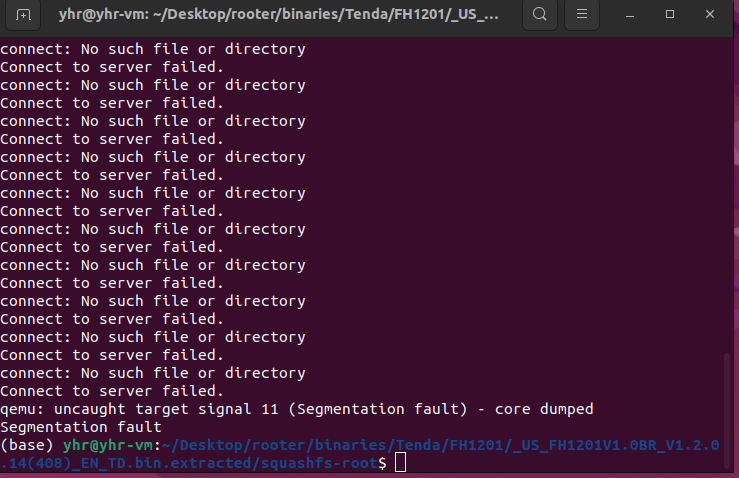 yhr@yhr-vm: ~/Desktop/rooter/binaries/Tenda/FH1201/_US_...
connect: No such file or directory
Connect to server failed.
connect: No such file or directory
Connect to server failed.
connect: No such file or directory
Connect to server failed.
connect: No such file or directory
Connect to server failed.
connect: No such file or directory
Connect to server failed.
connect: No such file or directory
Connect to server failed.
connect: No such file or directory
Connect to server failed.
connect: No such file or directory
Connect to server failed.
connect: No such file or directory
Connect to server failed.
connect: No such file or directory
Connect to server failed.
qemu: uncaught target signal 11 (Segmentation fault) - core dumped
Segmentation fault
(base) yhr@yhr-vm:~/Desktop/rooter/binaries/Tenda/FH1201/_US_FH1201V1.0BR_V1.2.0
.14(408)_EN_TD.bin.extracted/squashfs-root$